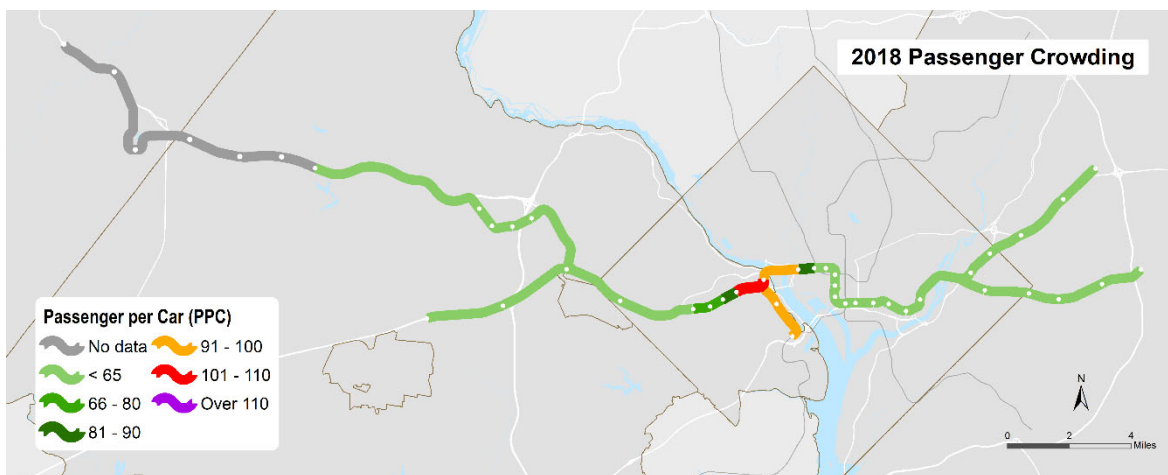 2018 Passenger Crowding
Passenger per Car (PPC)
No data
91 - 100
< 65
101 - 110
66 - 80
Over 110
81 - 90
N
0 2 4
Miles